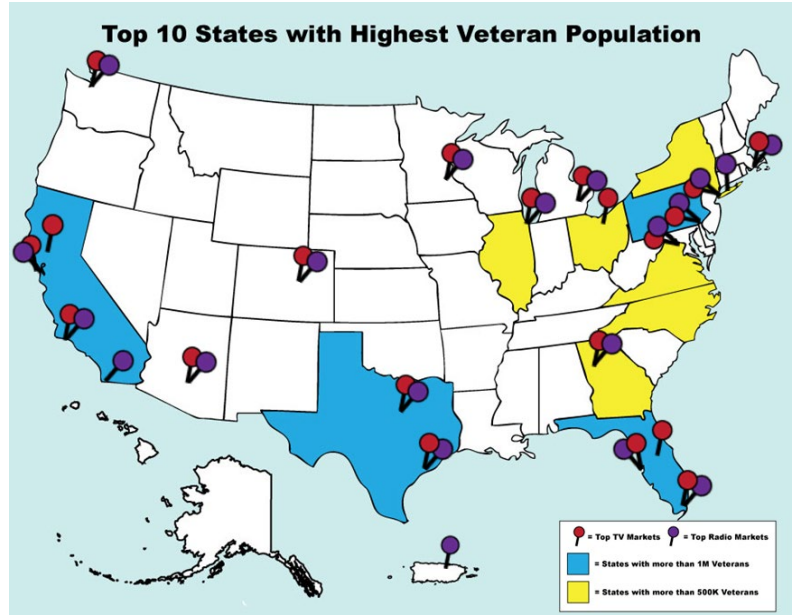 Top 10 States with Highest Veteran Population
= Top TV Markets = Top Radio Markets
= States with more than 1M Veterans
= States with more than 500K Veterans